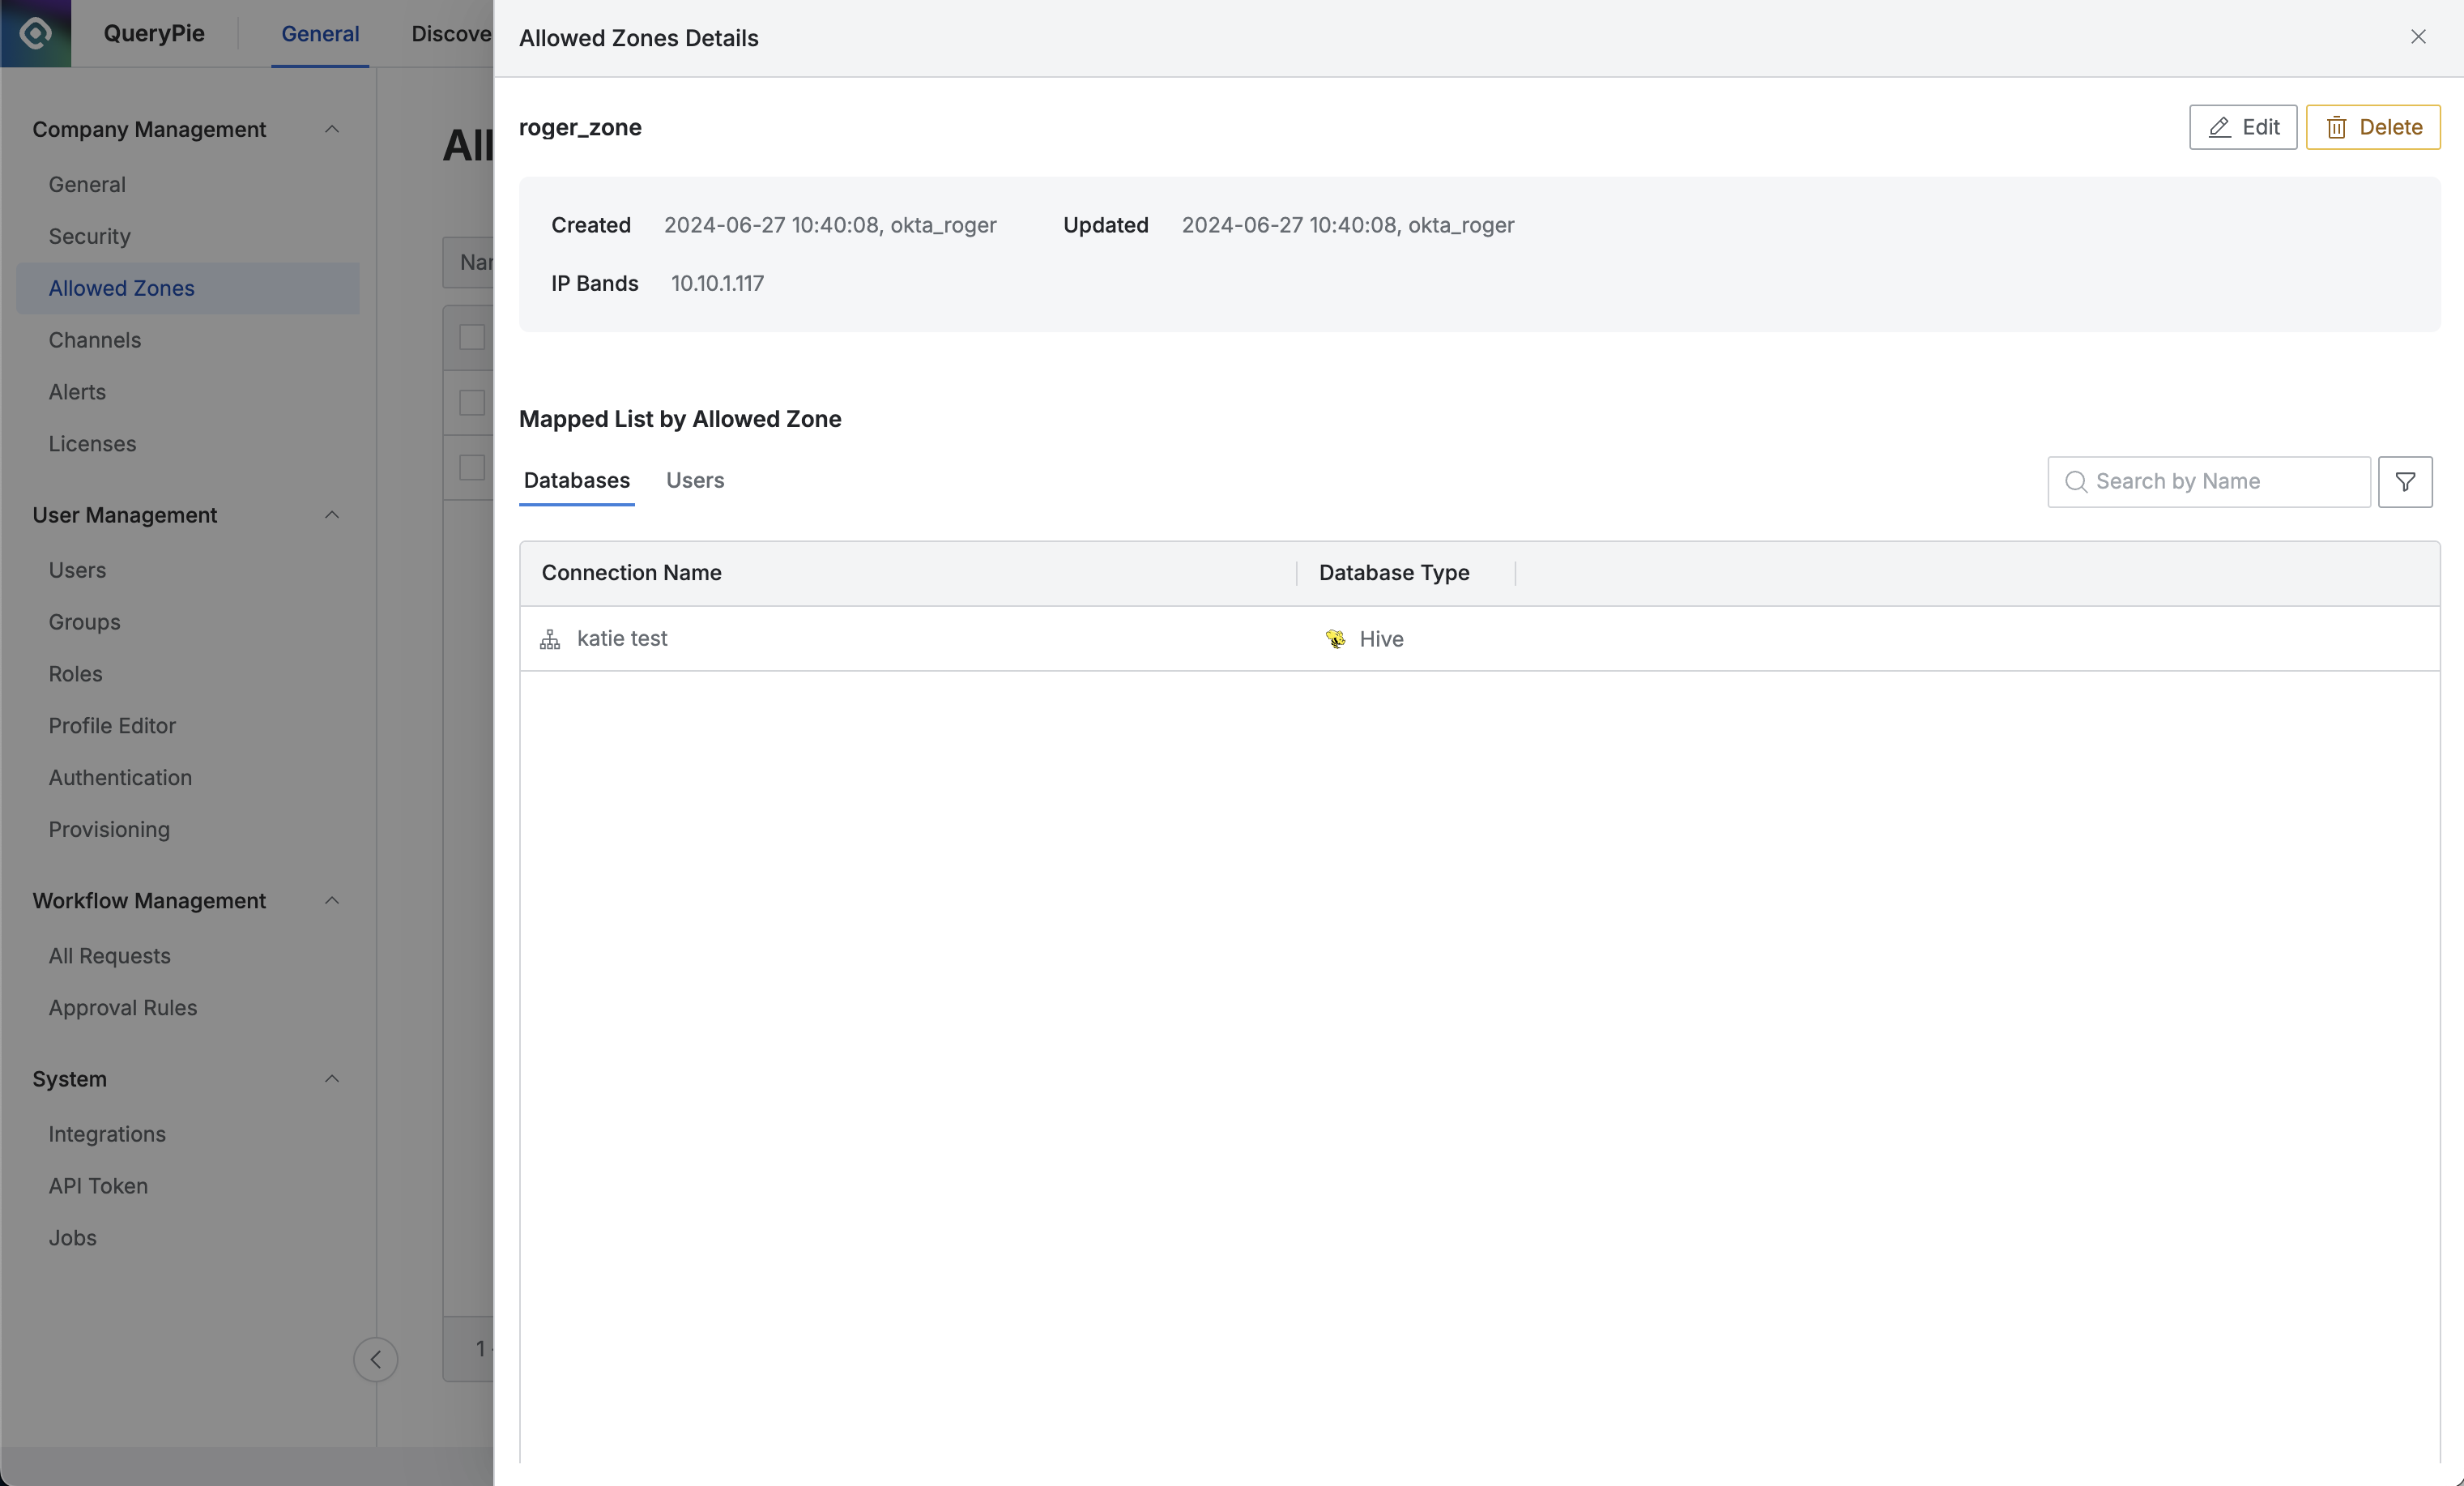 QueryPie
General
Discove
Company Management
General
Security
Allowed Zones
Channels
Alerts
Licenses
User Management
Users
Groups
Roles
Profile Editor
Authentication
Provisioning
Workflow Management
All Requests
Approval Rules
System
Integrations
API Token
Jobs
All
Nar
1 -
Allowed Zones Details
roger_zone
Edit
Delete
Created 2024-06-27 10:40:08, okta_roger Updated 2024-06-27 10:40:08, okta_roger
IP Bands 10.10.1.117
Mapped List by Allowed Zone
Databases Users
Search by Name
Connection Name Database Type
katie test Hive